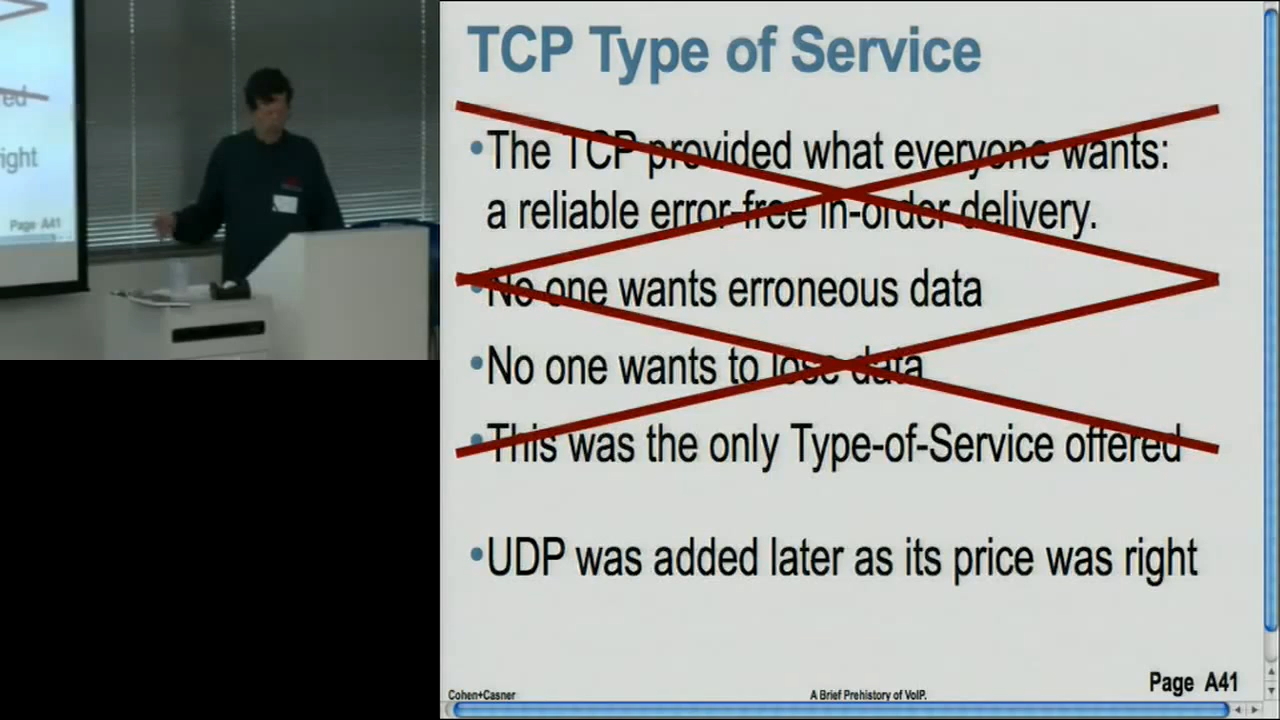 ed
right
Page A41
TCP Type of Service
•The TCP provided what everyone wants:
a reliable error-free in-order delivery.
•No one wants erroneous data
•No one wants to lose data
•This was the only Type-of-Service offered
•UDP was added later as its price was right
Cohen+Casner
A Brief Prehistory of VoIP.
Page A41